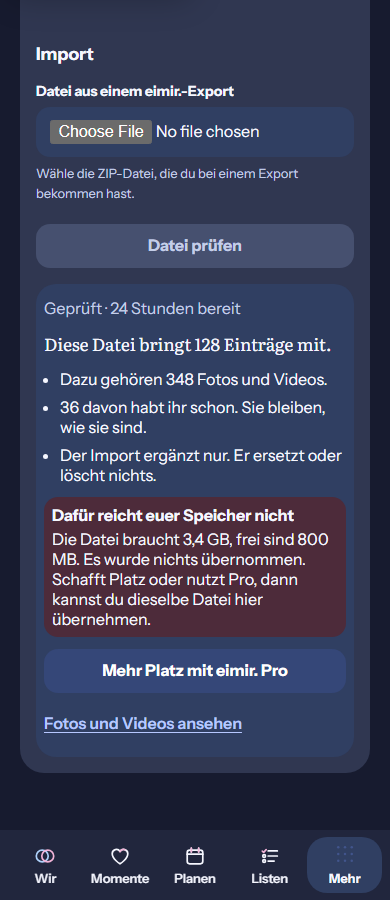 Import
Datei aus einem eimir.-Export
Choose File No file chosen
Wähle die ZIP-Datei, die du bei einem Export
bekommen hast.
Datei prüfen
Geprüft · 24 Stunden bereit
Diese Datei bringt 128 Einträge mit.
• Dazu gehören 348 Fotos und Videos.
• 36 davon habt ihr schon. Sie bleiben,
wie sie sind.
• Der Import ergänzt nur. Er ersetzt oder
löscht nichts.
Dafür reicht euer Speicher nicht
Die Datei braucht 3,4 GB, frei sind 800
MB. Es wurde nichts übernommen.
Schafft Platz oder nutzt Pro, dann
kannst du dieselbe Datei hier
übernehmen.
Mehr Platz mit eimir. Pro
Fotos und Videos ansehen
Wir Momente Planen Listen Mehr